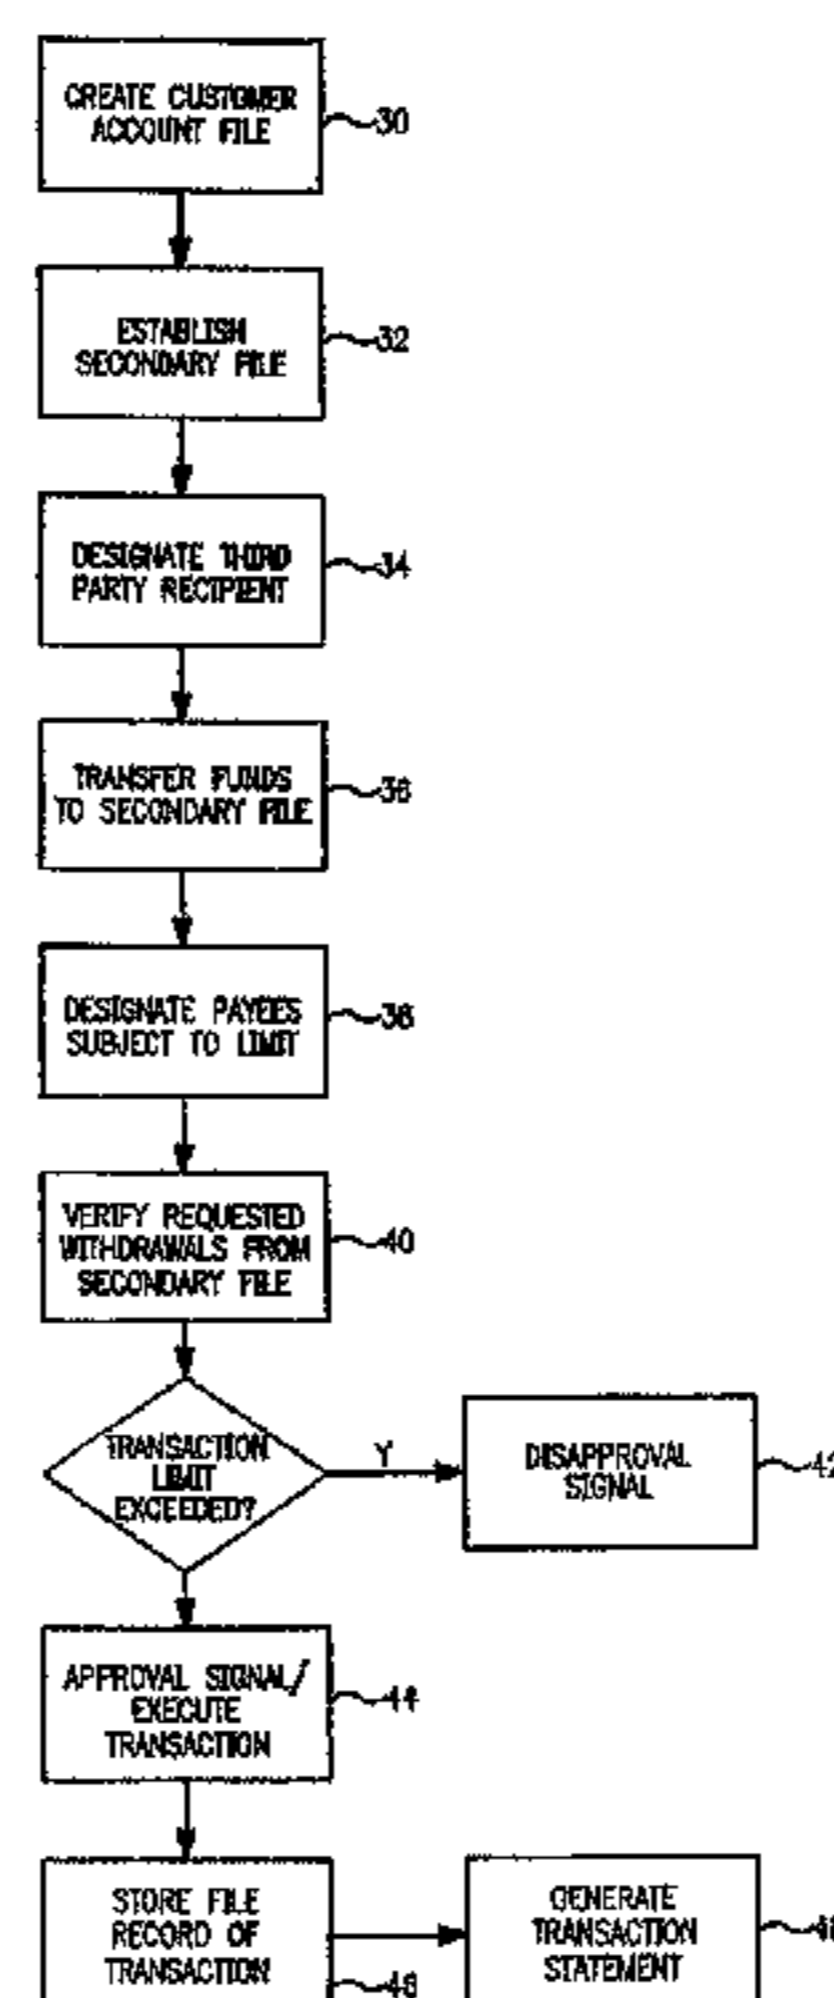 CREATE CUSTOMER
ACCOUNT FILE
30
ESTABLISH
SECONDARY FILE
32
DESIGNATE THIRD
PARTY RECIPIENT
34
TRANSFER FUNDS
TO SECONDARY FILE
36
DESIGNATE PAYEES
SUBJECT TO LIMIT
38
VERIFY REQUESTED
WITHDRAWALS FROM
SECONDARY FILE
40
TRANSACTION
LIMIT
EXCEEDED?
Y
DISAPPROVAL
SIGNAL
42
APPROVAL SIGNAL/
EXECUTE
TRANSACTION
44
STORE FILE
RECORD OF
TRANSACTION
GENERATE
TRANSACTION
STATEMENT